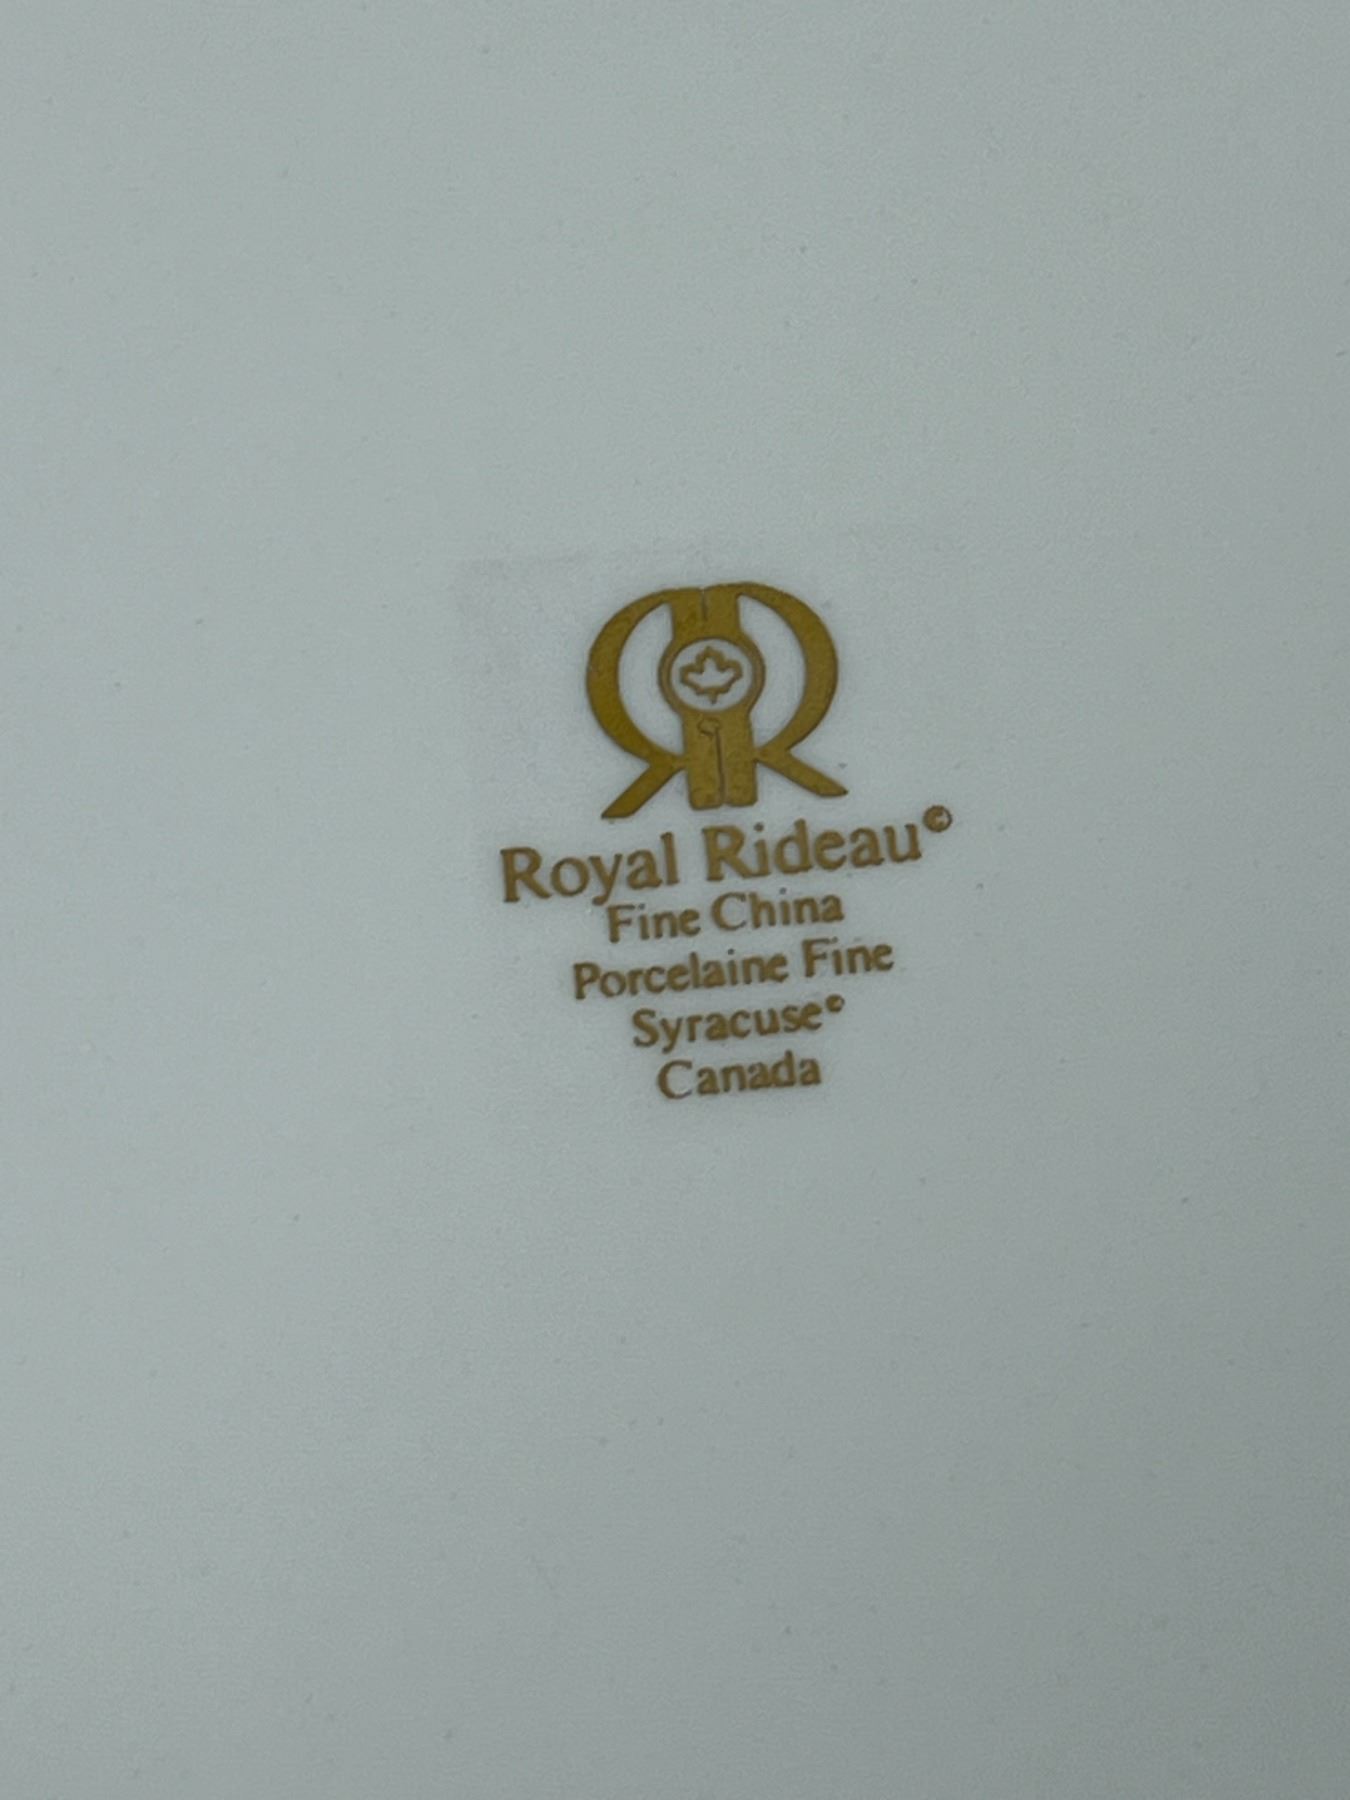 Royal Rideau©
Fine China
Porcelaine Fine
Syracuse©
Canada